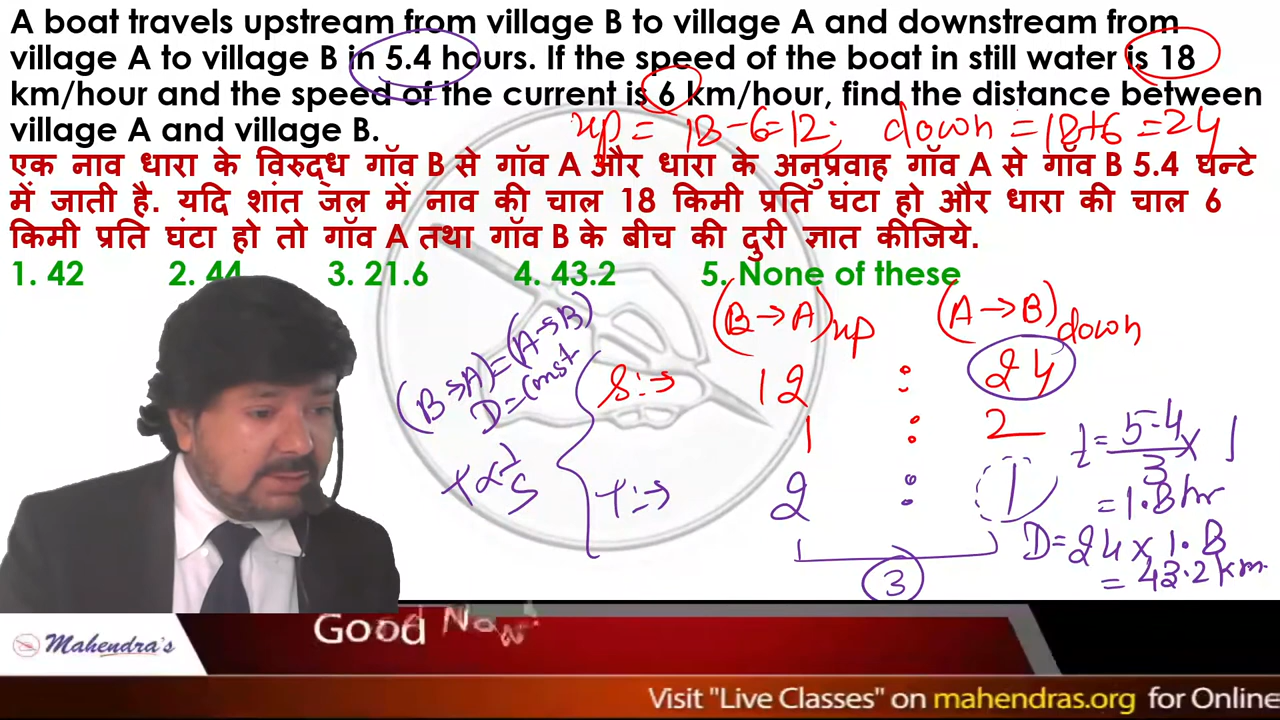 A boat travels upstream from village B to village A and downstream from
village A to village B in 5.4 hours. If the speed of the boat in still water is 18
km/hour and the speed of the current is 6 km/hour, find the distance between
village A and village B.
up = 18-6=12; down = 18+6 = 24
एक नाव धारा के विरुद्ध गाॅव B से गाॅव A और धारा के अनुप्रवाह गाॅव A से गाॅव B 5.4 घन्टे
में जाती है. यदि शांत जल में नाव की चाल 18 किमी प्रति घंटा हो और धारा की चाल 6
किमी प्रति घंटा हो तो गाॅव A तथा गाॅव B के बीच की दुरी ज्ञात कीजिये.
1. 42 2. 44 3. 21.6 4. 43.2 5. None of these
(B→A) up (A→B) down
(B→A)=(A→B)
D=Const
T∝1/S
S:→ 12 : 24
1 : 2
T:→ 2 : 1
3
t= 5.4/3 × 1
= 1.8 hr
D= 24 × 1.8
= 43.2 km.
Good Now
Mahendra's
Visit "Live Classes" on mahendras.org for Online